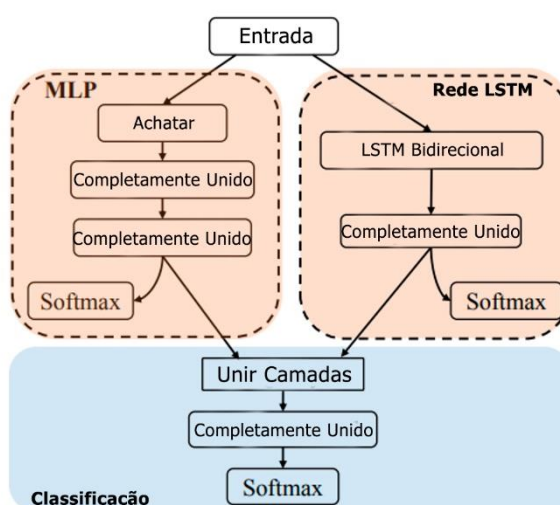 Entrada
MLP
Achatar
Completamente Unido
Completamente Unido
Softmax
Rede LSTM
LSTM Bidirecional
Completamente Unido
Softmax
Unir Camadas
Completamente Unido
Softmax
Classificação